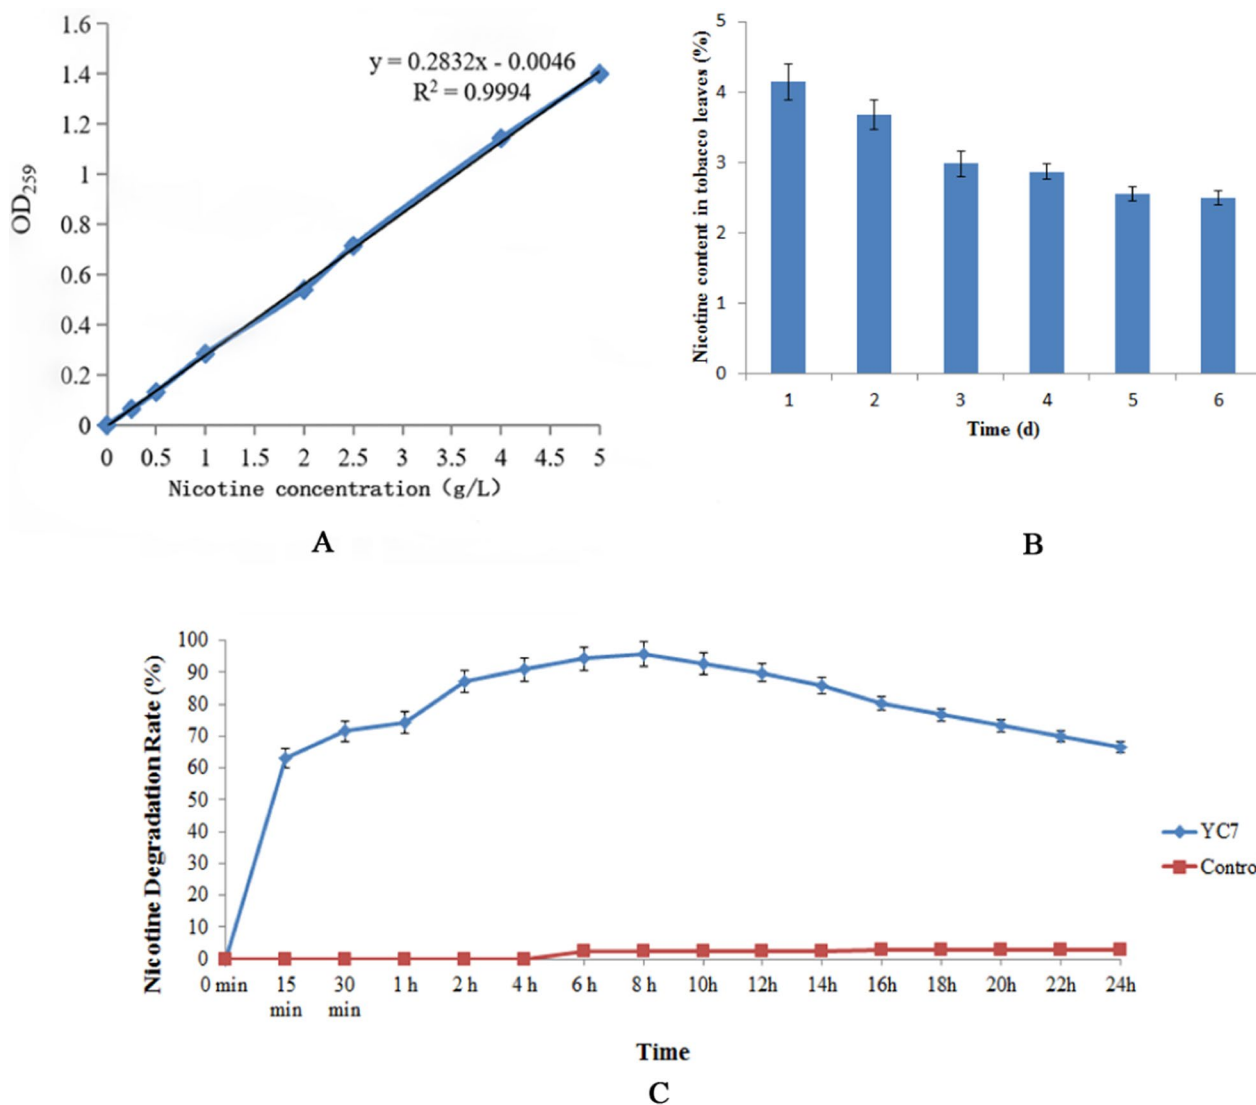 1.6
1.4
1.2
1
0.8
0.6
0.4
0.2
0
y = 0.2832x - 0.0046
R² = 0.9994
OD₂₅₉
0 0.5 1 1.5 2 2.5 3 3.5 4 4.5 5
Nicotine concentration (g/L)
A
Nicotine content in tobacco leaves (%)
5
4
3
2
1
0
1 2 3 4 5 6
Time (d)
B
Nicotine Degradation Rate (%)
100
90
80
70
60
50
40
30
20
10
0
0 min 15 min 30 min 1 h 2 h 4 h 6 h 8 h 10h 12h 14h 16h 18h 20h 22h 24h
Time
YC7
Contro
C